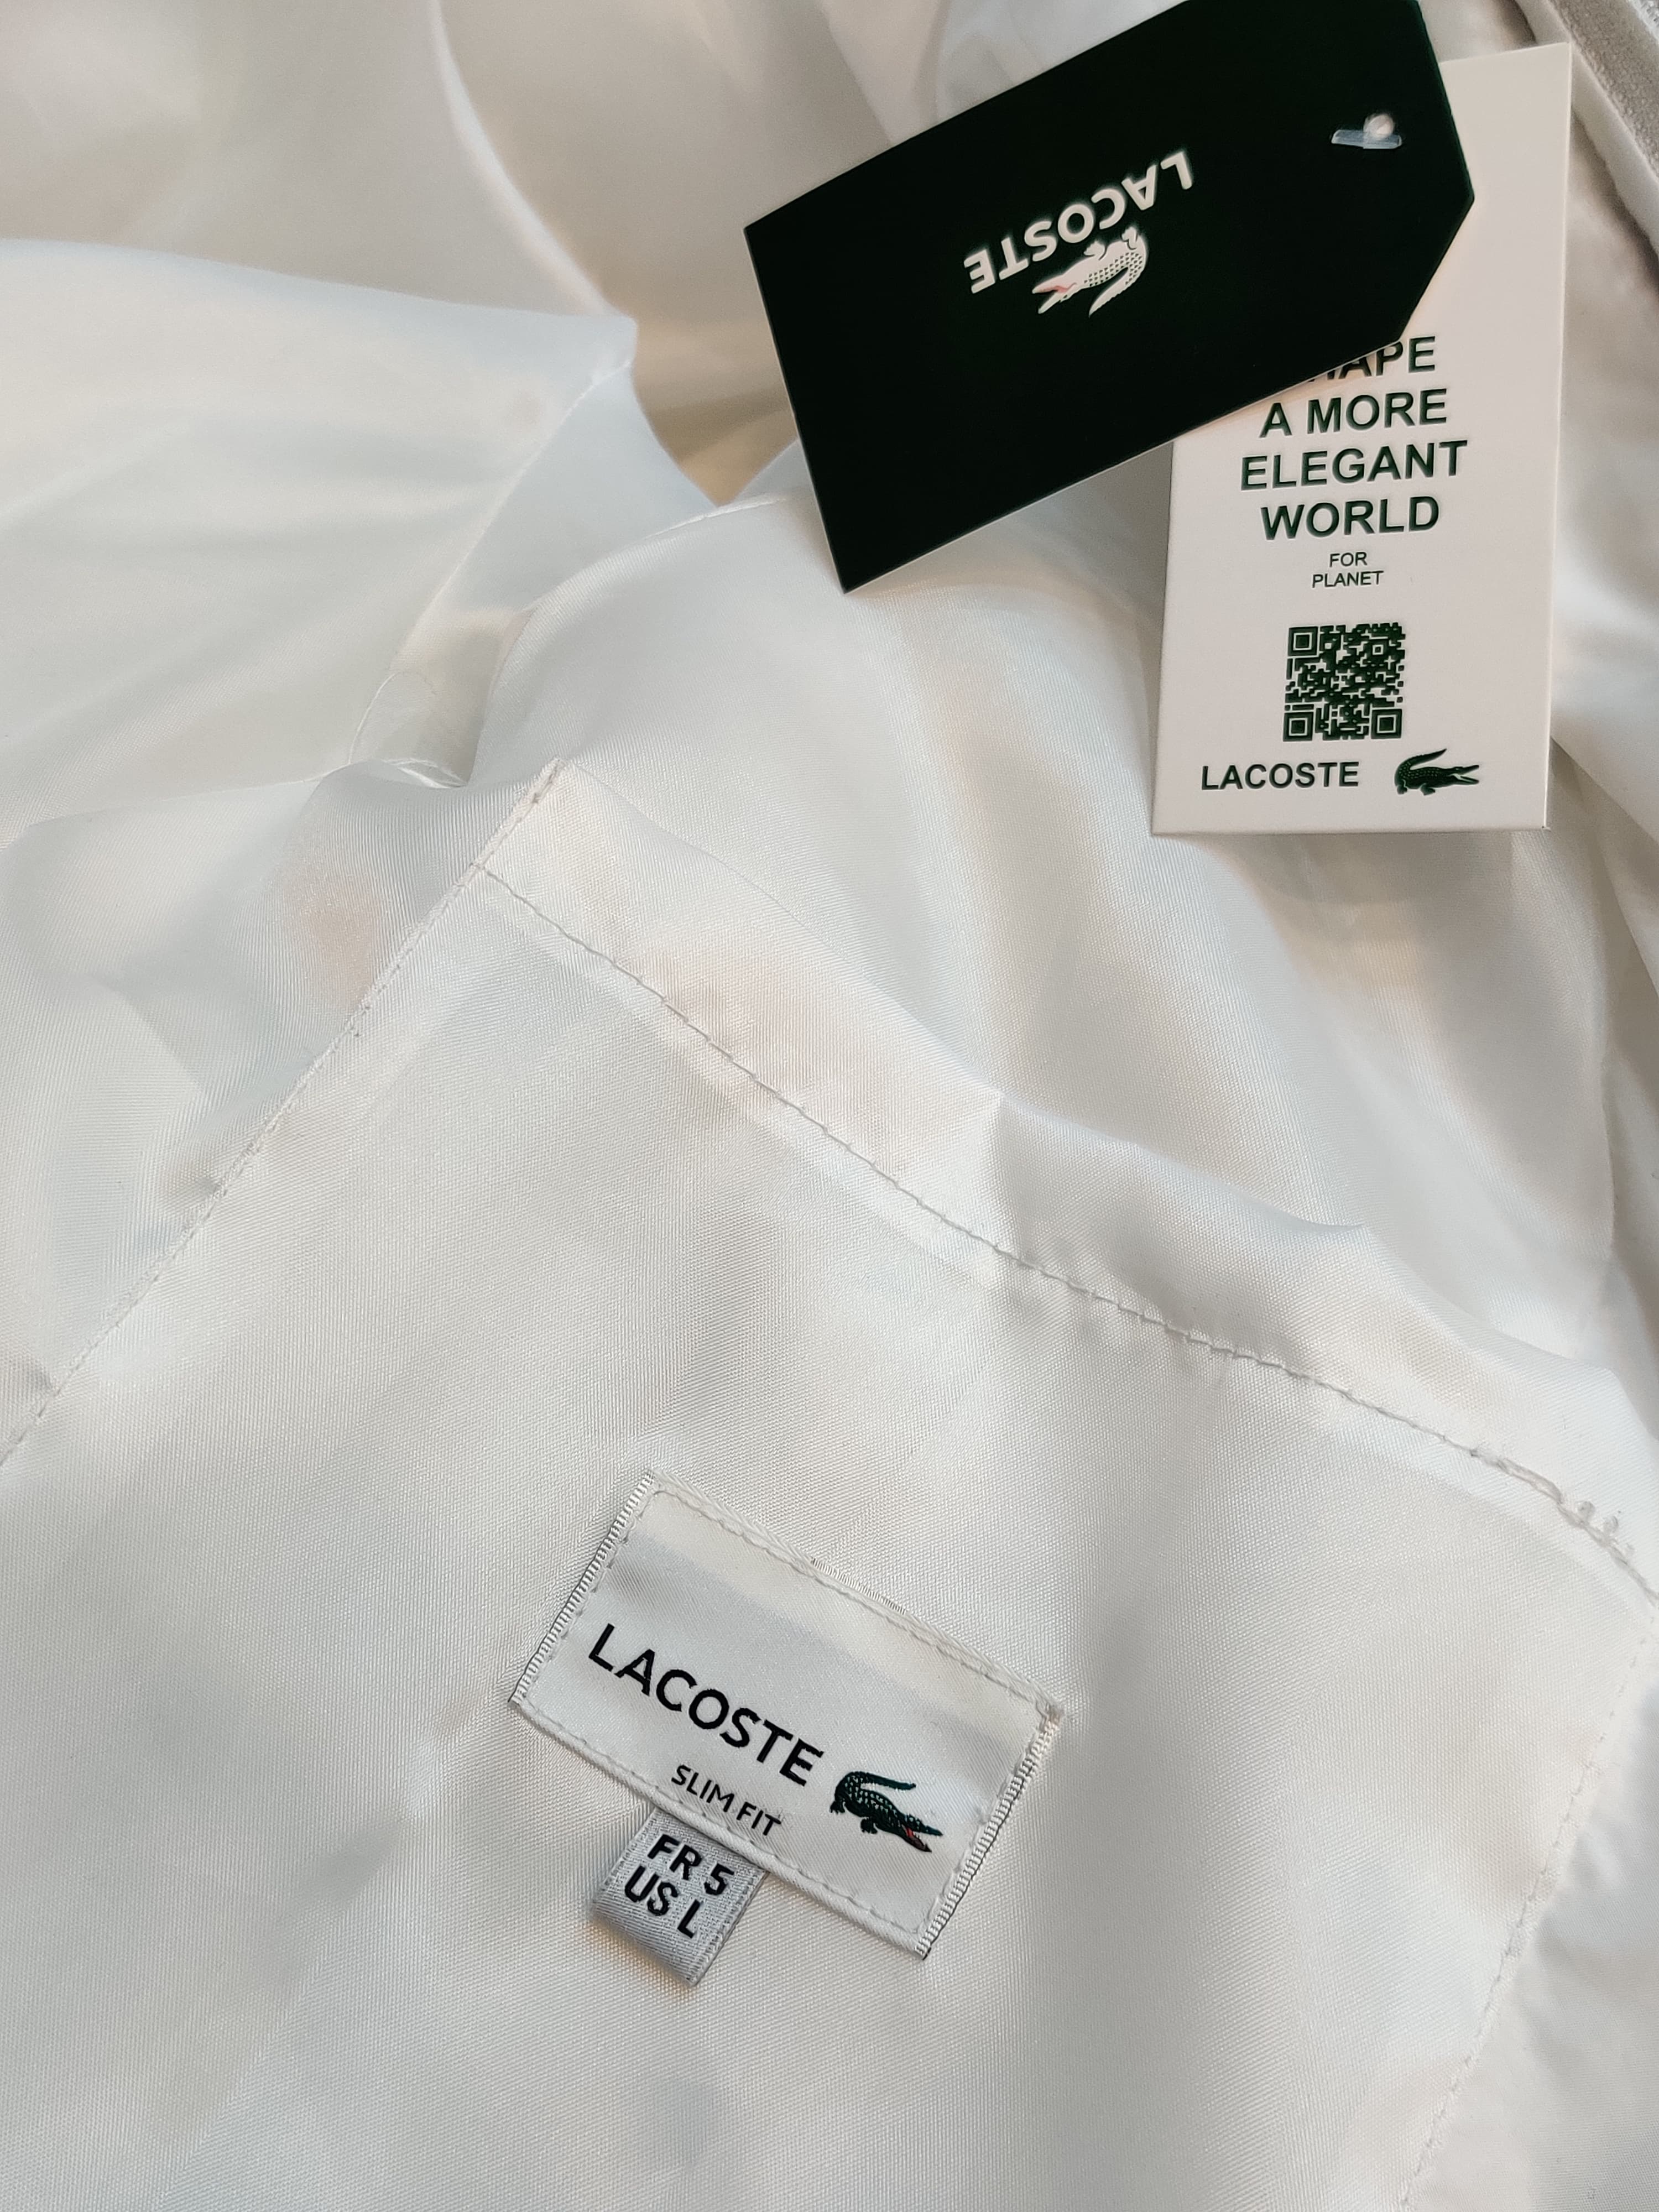 LACOSTE
A MORE
ELEGANT
WORLD
FOR
PLANET
LACOSTE
LACOSTE
SLIM FIT
FR 5
US L